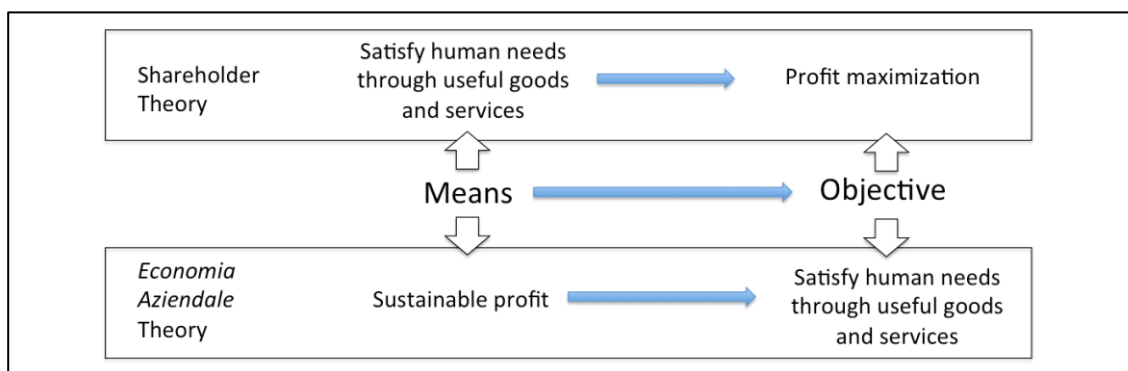 Shareholder
Theory
Satisfy human needs
through useful goods
and services
Profit maximization
Means
Objective
Economia
Aziendale
Theory
Sustainable profit
Satisfy human needs
through useful goods
and services